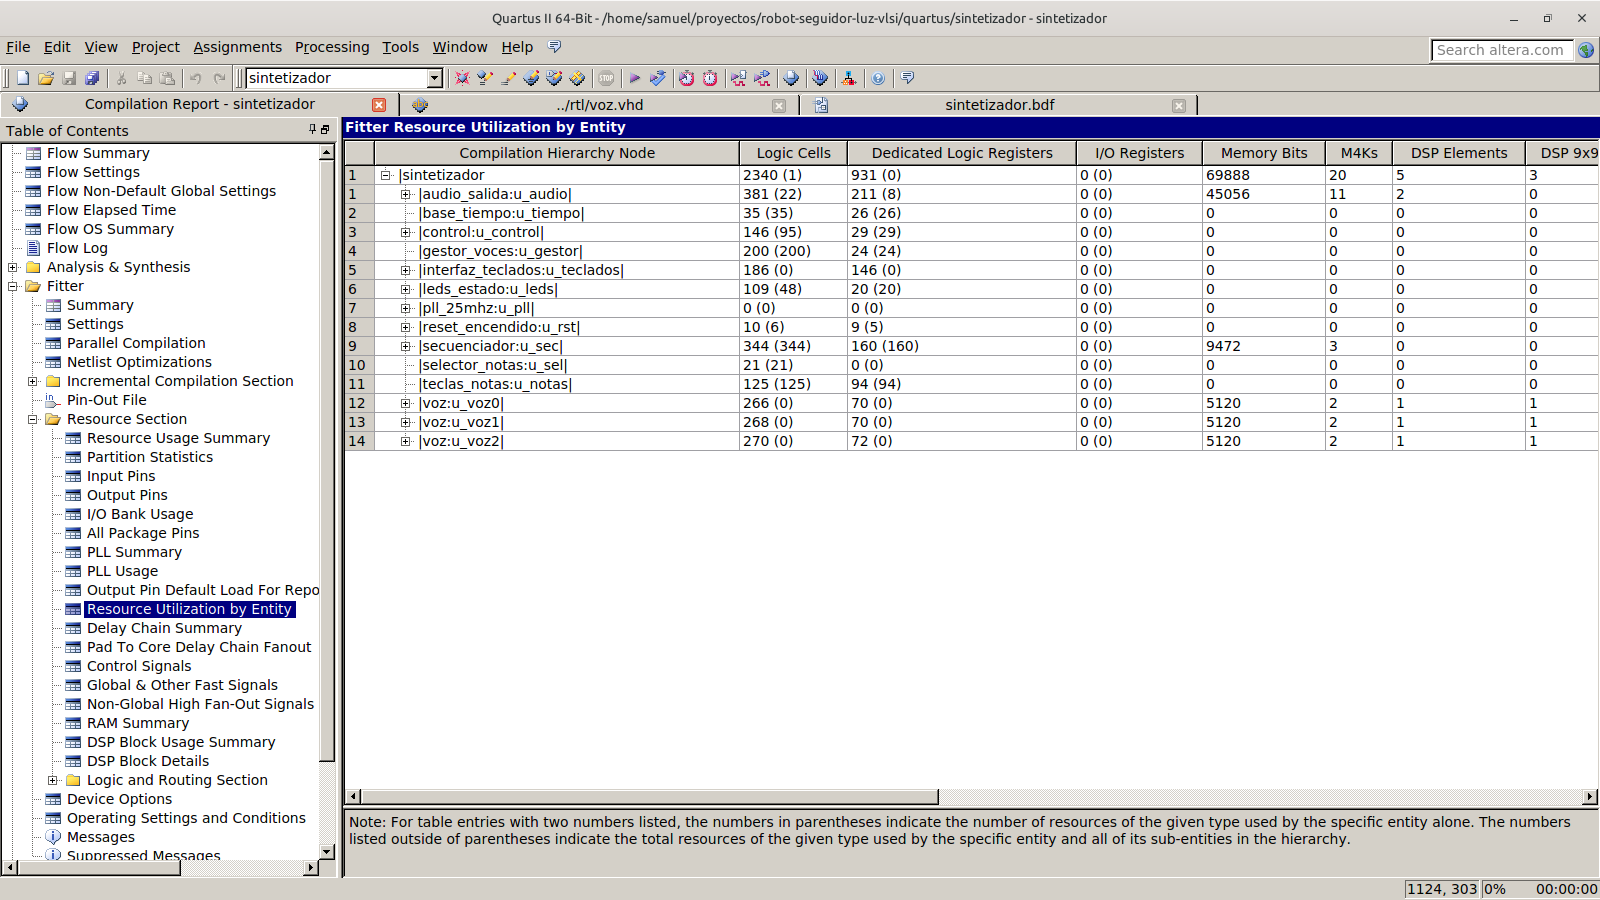 Quartus II 64-Bit - /home/samuel/proyectos/robot-seguidor-luz-vlsi/quartus/sintetizador - sintetizador
File Edit View Project Assignments Processing Tools Window Help
Search altera.com
sintetizador
STOP
Compilation Report - sintetizador
../rtl/voz.vhd
sintetizador.bdf
Table of Contents
Flow Summary
Flow Settings
Flow Non-Default Global Settings
Flow Elapsed Time
Flow OS Summary
Flow Log
Analysis & Synthesis
Fitter
Summary
Settings
Parallel Compilation
Netlist Optimizations
Incremental Compilation Section
Pin-Out File
Resource Section
Resource Usage Summary
Partition Statistics
Input Pins
Output Pins
I/O Bank Usage
All Package Pins
PLL Summary
PLL Usage
Output Pin Default Load For Repo
Resource Utilization by Entity
Delay Chain Summary
Pad To Core Delay Chain Fanout
Control Signals
Global & Other Fast Signals
Non-Global High Fan-Out Signals
RAM Summary
DSP Block Usage Summary
DSP Block Details
Logic and Routing Section
Device Options
Operating Settings and Conditions
Messages
Suppressed Messages
Fitter Resource Utilization by Entity
Compilation Hierarchy Node Logic Cells Dedicated Logic Registers I/O Registers Memory Bits M4Ks DSP Elements DSP 9x9
1 |sintetizador 2340 (1) 931 (0) 0 (0) 69888 20 5 3
1 |audio_salida:u_audio| 381 (22) 211 (8) 0 (0) 45056 11 2 0
2 |base_tiempo:u_tiempo| 35 (35) 26 (26) 0 (0) 0 0 0 0
3 |control:u_control| 146 (95) 29 (29) 0 (0) 0 0 0 0
4 |gestor_voces:u_gestor| 200 (200) 24 (24) 0 (0) 0 0 0 0
5 |interfaz_teclados:u_teclados| 186 (0) 146 (0) 0 (0) 0 0 0 0
6 |leds_estado:u_leds| 109 (48) 20 (20) 0 (0) 0 0 0 0
7 |pll_25mhz:u_pll| 0 (0) 0 (0) 0 (0) 0 0 0 0
8 |reset_encendido:u_rst| 10 (6) 9 (5) 0 (0) 0 0 0 0
9 |secuenciador:u_sec| 344 (344) 160 (160) 0 (0) 9472 3 0 0
10 |selector_notas:u_sel| 21 (21) 0 (0) 0 (0) 0 0 0 0
11 |teclas_notas:u_notas| 125 (125) 94 (94) 0 (0) 0 0 0 0
12 |voz:u_voz0| 266 (0) 70 (0) 0 (0) 5120 2 1 1
13 |voz:u_voz1| 268 (0) 70 (0) 0 (0) 5120 2 1 1
14 |voz:u_voz2| 270 (0) 72 (0) 0 (0) 5120 2 1 1
Note: For table entries with two numbers listed, the numbers in parentheses indicate the number of resources of the given type used by the specific entity alone. The numbers
listed outside of parentheses indicate the total resources of the given type used by the specific entity and all of its sub-entities in the hierarchy.
1124, 303 0% 00:00:00